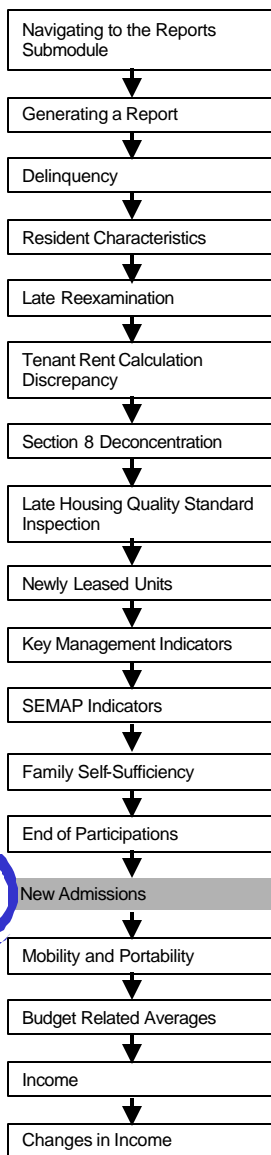 Navigating to the Reports
Submodule
Generating a Report
Delinquency
Resident Characteristics
Late Reexamination
Tenant Rent Calculation
Discrepancy
Section 8 Deconcentration
Late Housing Quality Standard
Inspection
Newly Leased Units
Key Management Indicators
SEMAP Indicators
Family Self-Sufficiency
End of Participations
New Admissions
Mobility and Portability
Budget Related Averages
Income
Changes in Income